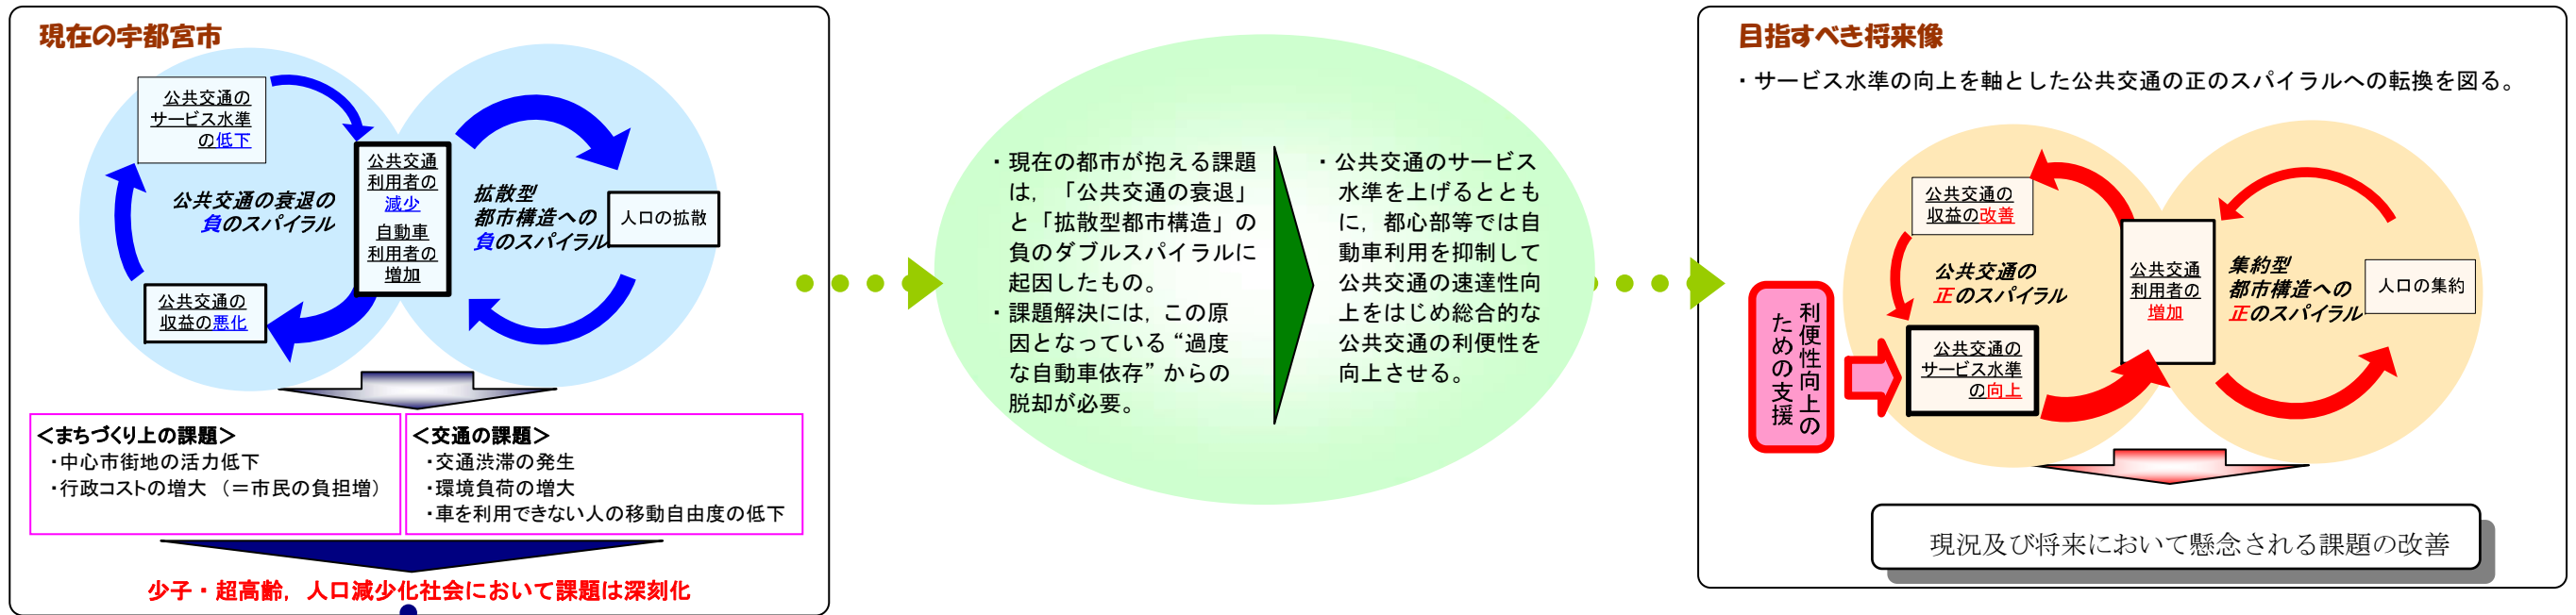 現在の宇都宮市
公共交通の
サービス水準
の低下
公共交通
利用者の
減少
自動車
利用者の
増加
公共交通の衰退の
負のスパイラル
拡散型
都市構造への
負のスパイラル
人口の拡散
公共交通の
収益の悪化
＜まちづくり上の課題＞
・中心市街地の活力低下
・行政コストの増大（＝市民の負担増）
＜交通の課題＞
・交通渋滞の発生
・環境負荷の増大
・車を利用できない人の移動自由度の低下
少子・超高齢，人口減少化社会において課題は深刻化
・現在の都市が抱える課題
は，「公共交通の衰退」
と「拡散型都市構造」の
負のダブルスパイラルに
起因したもの。
・課題解決には，この原
因となっている“過度
な自動車依存”からの
脱却が必要。
・公共交通のサービス
水準を上げるととも
に，都心部等では自
動車利用を抑制して
公共交通の速達性向
上をはじめ総合的な
公共交通の利便性を
向上させる。
目指すべき将来像
・サービス水準の向上を軸とした公共交通の正のスパイラルへの転換を図る。
公共交通の
収益の改善
公共交通の
正のスパイラル
公共交通
利用者の
増加
集約型
都市構造への
正のスパイラル
人口の集約
利便性向上の
ための支援
公共交通の
サービス水準
の向上
現況及び将来において懸念される課題の改善